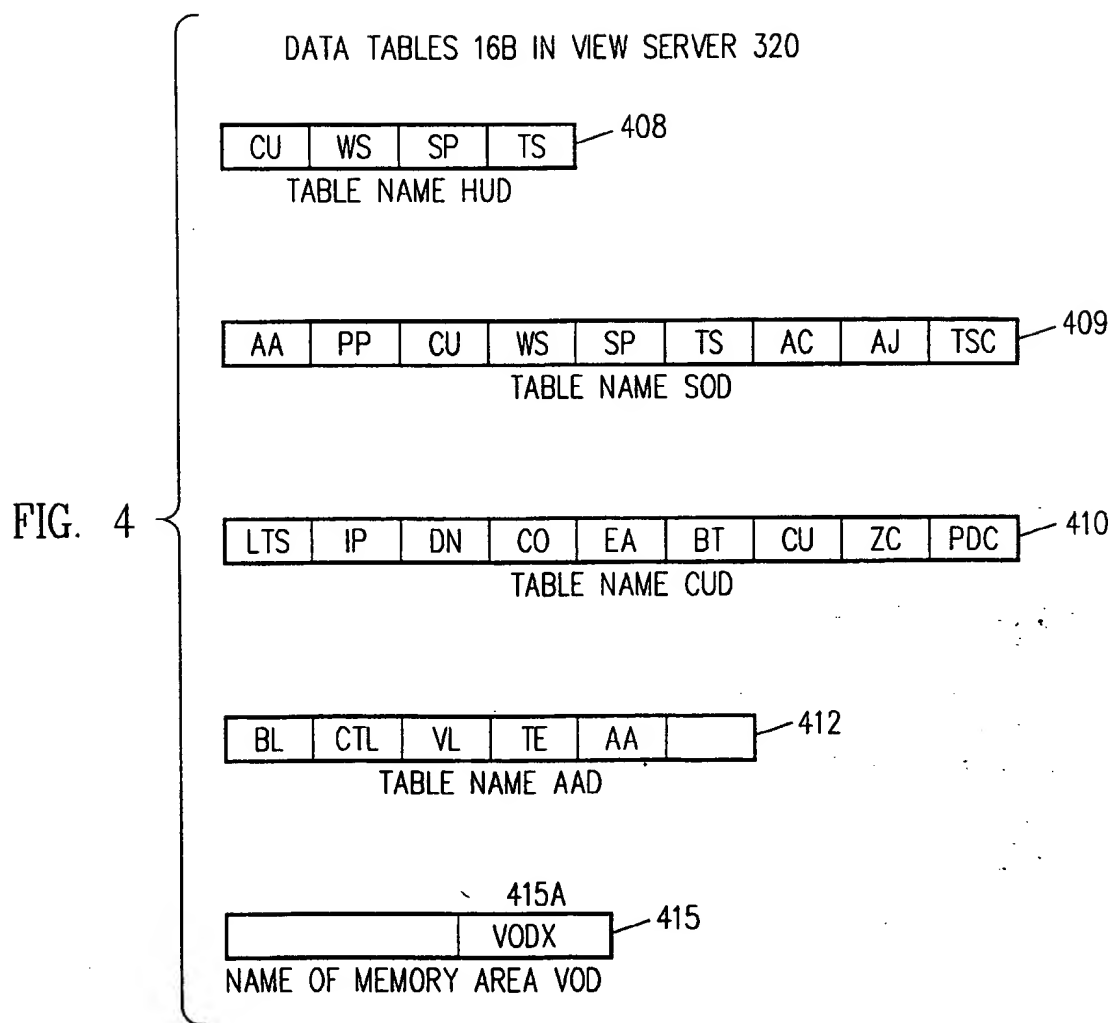 DATA TABLES 16B IN VIEW SERVER 320
CU WS SP TS 408
TABLE NAME HUD
AA PP CU WS SP TS AC AJ TSC 409
TABLE NAME SOD
FIG. 4
LTS IP DN CO EA BT CU ZC PDC 410
TABLE NAME CUD
BL CTL VL TE AA 412
TABLE NAME AAD
415A
VODX 415
NAME OF MEMORY AREA VOD